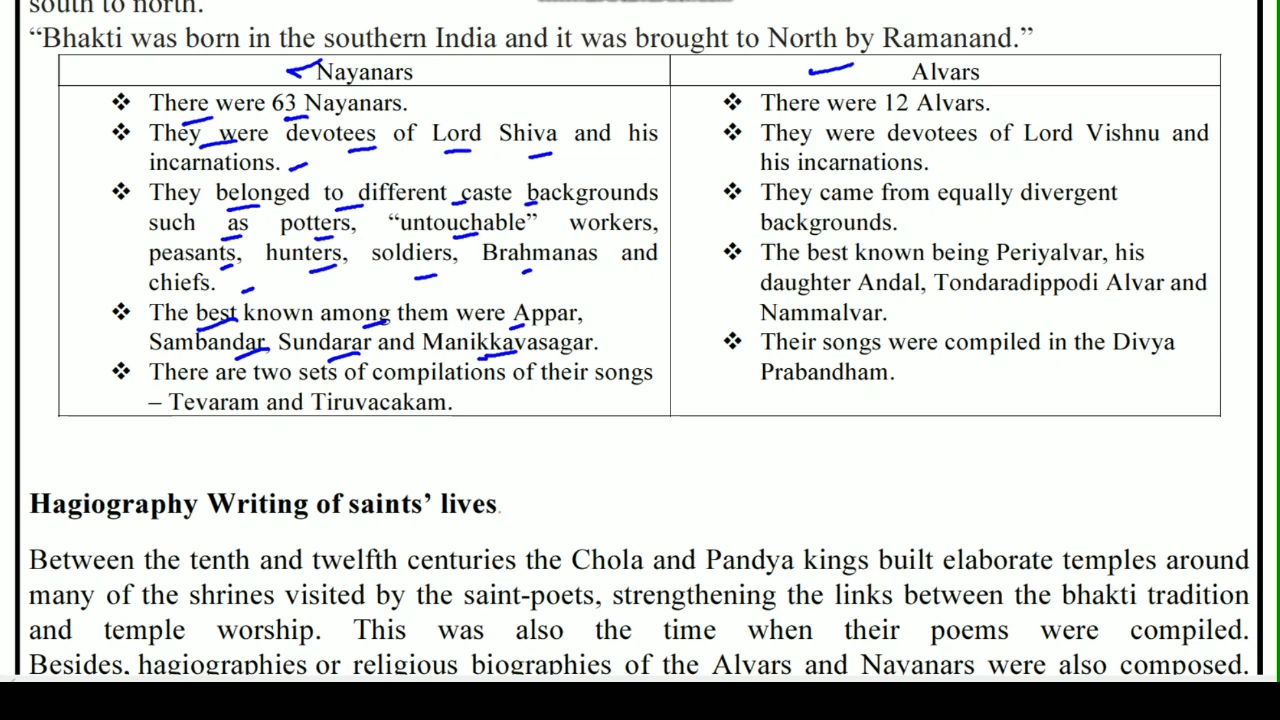 south to north.
“Bhakti was born in the southern India and it was brought to North by Ramanand.”
Nayanars
❖ There were 63 Nayanars.
❖ They were devotees of Lord Shiva and his
incarnations.
❖ They belonged to different caste backgrounds
such as potters, “untouchable” workers,
peasants, hunters, soldiers, Brahmanas and
chiefs.
❖ The best known among them were Appar,
Sambandar, Sundarar and Manikkavasagar.
❖ There are two sets of compilations of their songs
– Tevaram and Tiruvacakam.
Alvars
❖ There were 12 Alvars.
❖ They were devotees of Lord Vishnu and
his incarnations.
❖ They came from equally divergent
backgrounds.
❖ The best known being Periyalvar, his
daughter Andal, Tondaradippodi Alvar and
Nammalvar.
❖ Their songs were compiled in the Divya
Prabandham.
Hagiography Writing of saints’ lives.
Between the tenth and twelfth centuries the Chola and Pandya kings built elaborate temples around
many of the shrines visited by the saint-poets, strengthening the links between the bhakti tradition
and temple worship. This was also the time when their poems were compiled.
Besides, hagiographies or religious biographies of the Alvars and Nayanars were also composed.